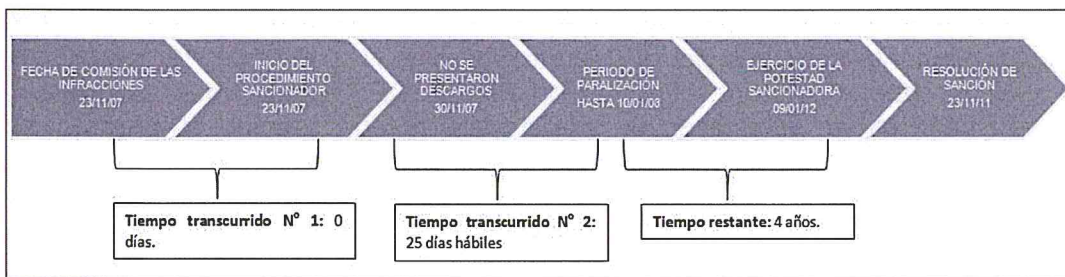 FECHA DE COMISIÓN DE LAS
INFRACCIONES
23/11/07
INICIO DEL
PROCEDIMIENTO
SANCIONADOR
23/11/07
NO SE
PRESENTARON
DESCARGOS
30/11/07
PERIODO DE
PARALIZACIÓN
HASTA 10/01/08
EJERCICIO DE LA
POTESTAD
SANCIONADORA
09/01/12
RESOLUCIÓN DE
SANCIÓN
23/11/11
Tiempo transcurrido N° 1: 0
días.
Tiempo transcurrido N° 2:
25 días hábiles
Tiempo restante: 4 años.